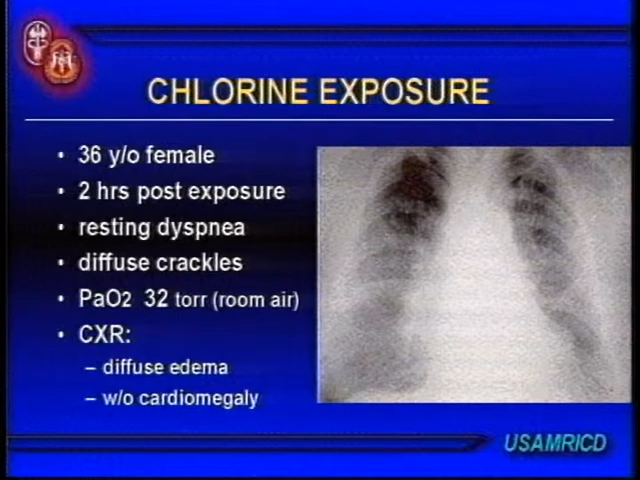 CHLORINE EXPOSURE
• 36 y/o female
• 2 hrs post exposure
• resting dyspnea
• diffuse crackles
• PaO2 32 torr (room air)
• CXR:
– diffuse edema
– w/o cardiomegaly
USAMRICD